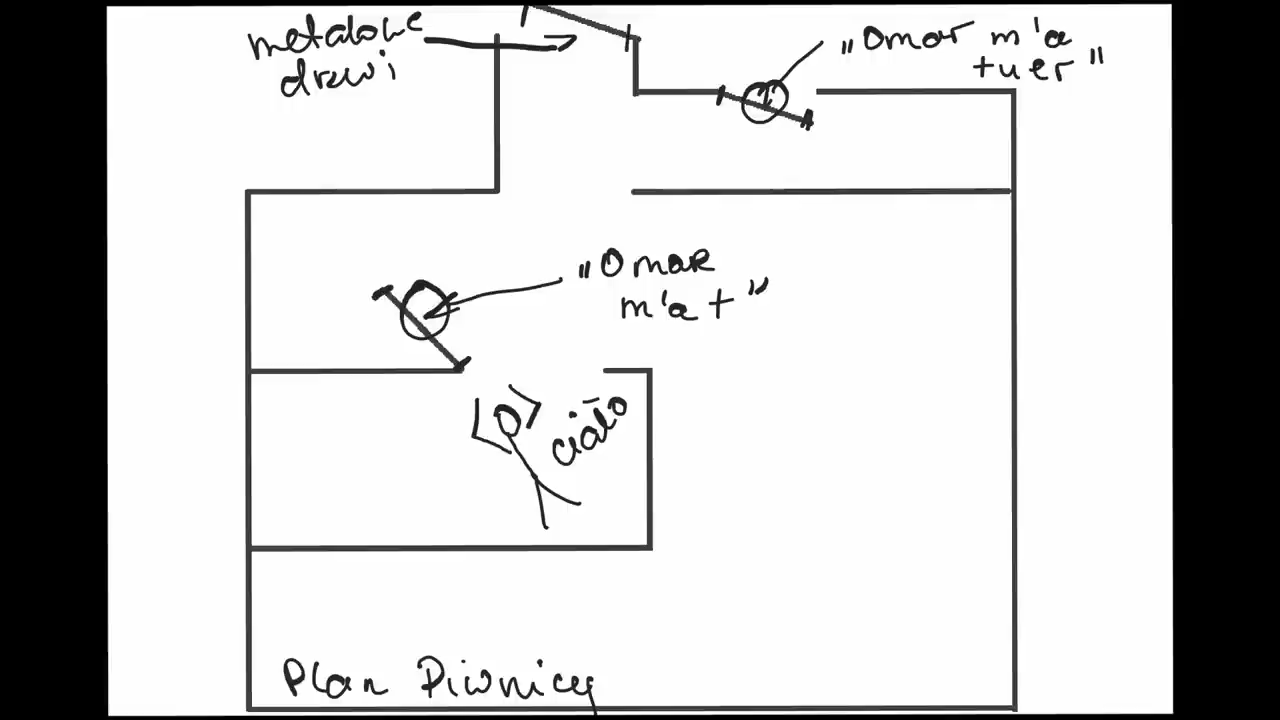 metalowe
drzwi
„Omar m'a
tuer"
„Omar
m'a t"
ciało
Plan Piwnicy